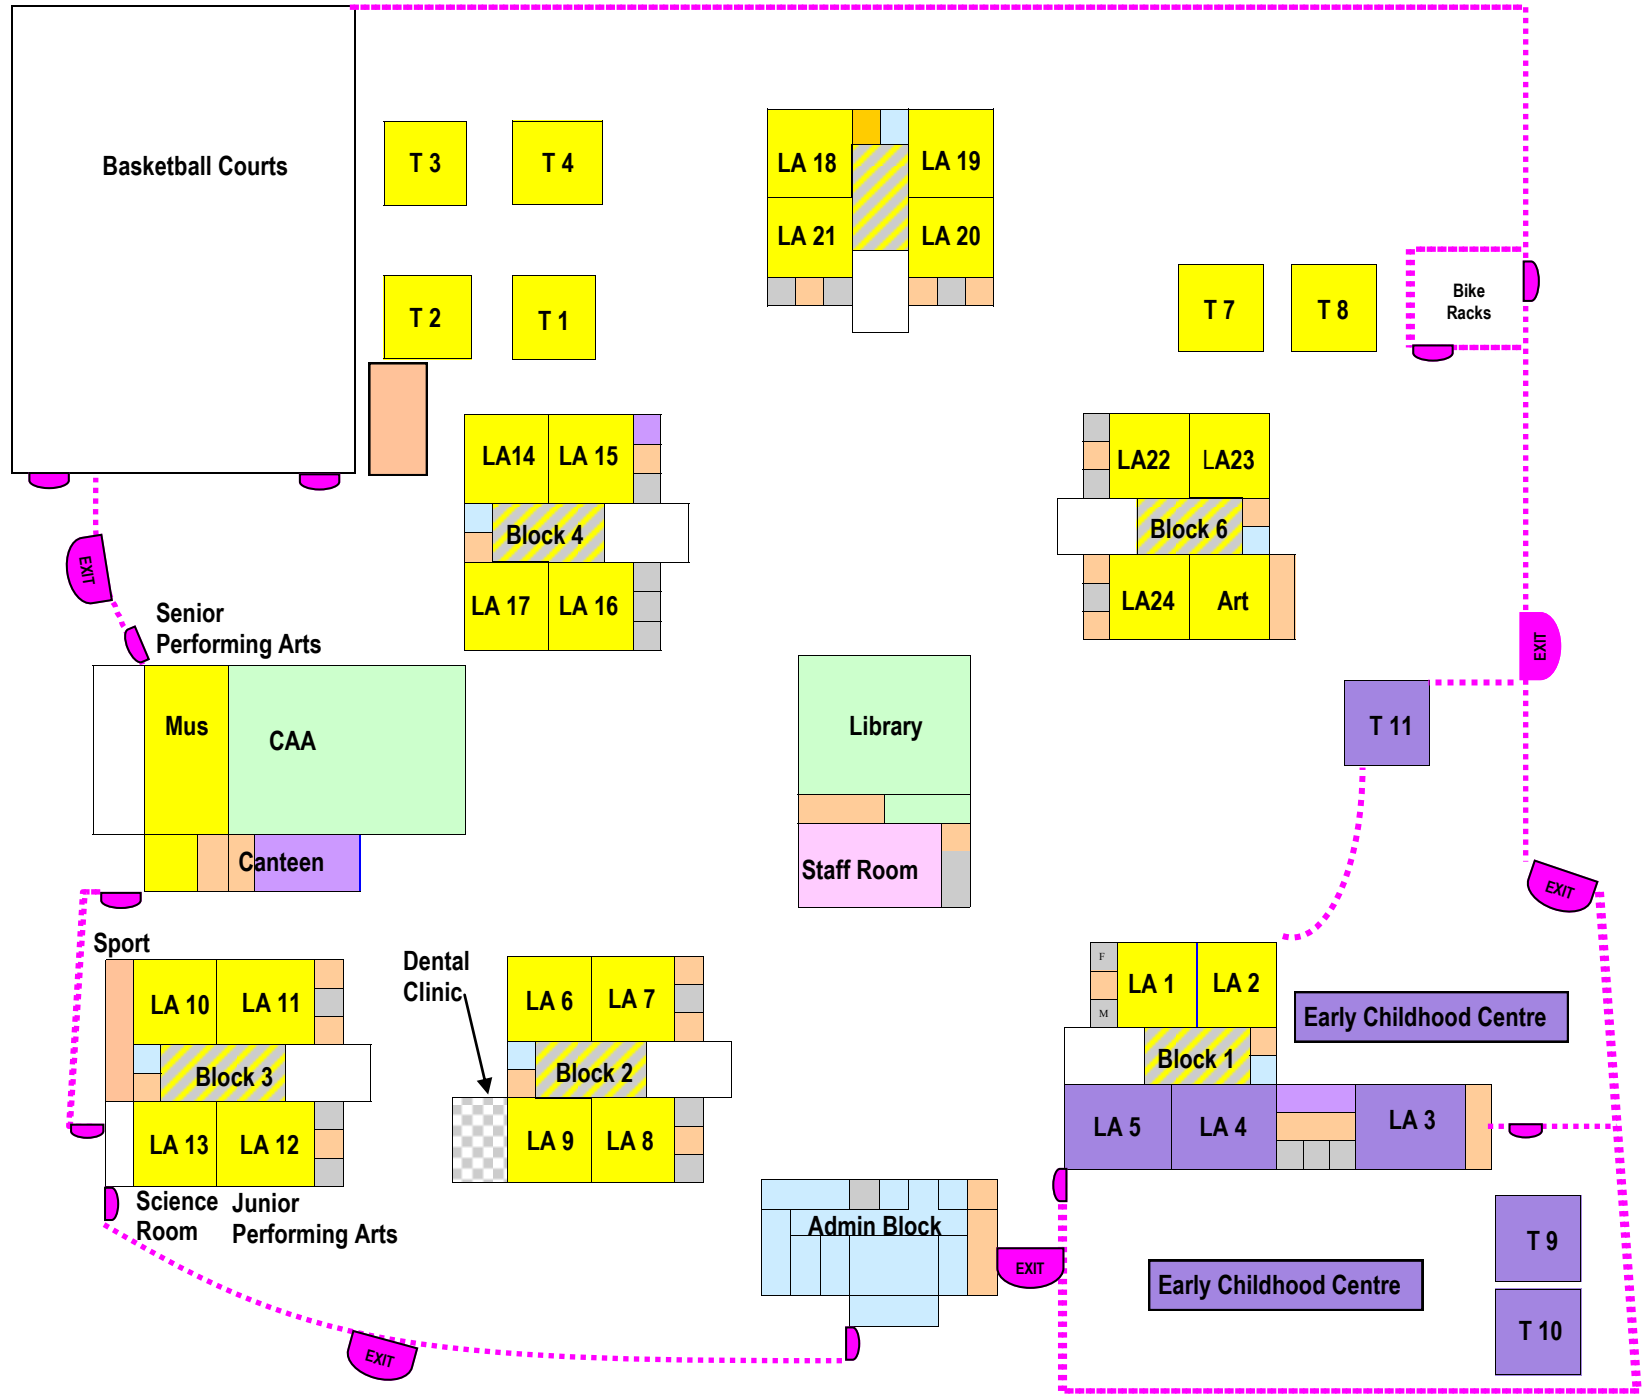 Basketball Courts
T 3
T 4
LA 18
LA 19
LA 21
LA 20
T 2
T 1
T 7
T 8
Bike
Racks
LA14
LA 15
Block 4
LA 17
LA 16
LA22
LA23
Block 6
LA24
Art
EXIT
Senior
Performing Arts
EXIT
Mus
CAA
Canteen
Library
Staff Room
T 11
EXIT
Sport
LA 10
LA 11
Block 3
LA 13
LA 12
Science
Room
Junior
Performing Arts
Dental
Clinic
LA 6
LA 7
Block 2
LA 9
LA 8
F
M
LA 1
LA 2
Block 1
LA 5
LA 4
LA 3
Early Childhood Centre
Admin Block
EXIT
Early Childhood Centre
T 9
T 10
EXIT